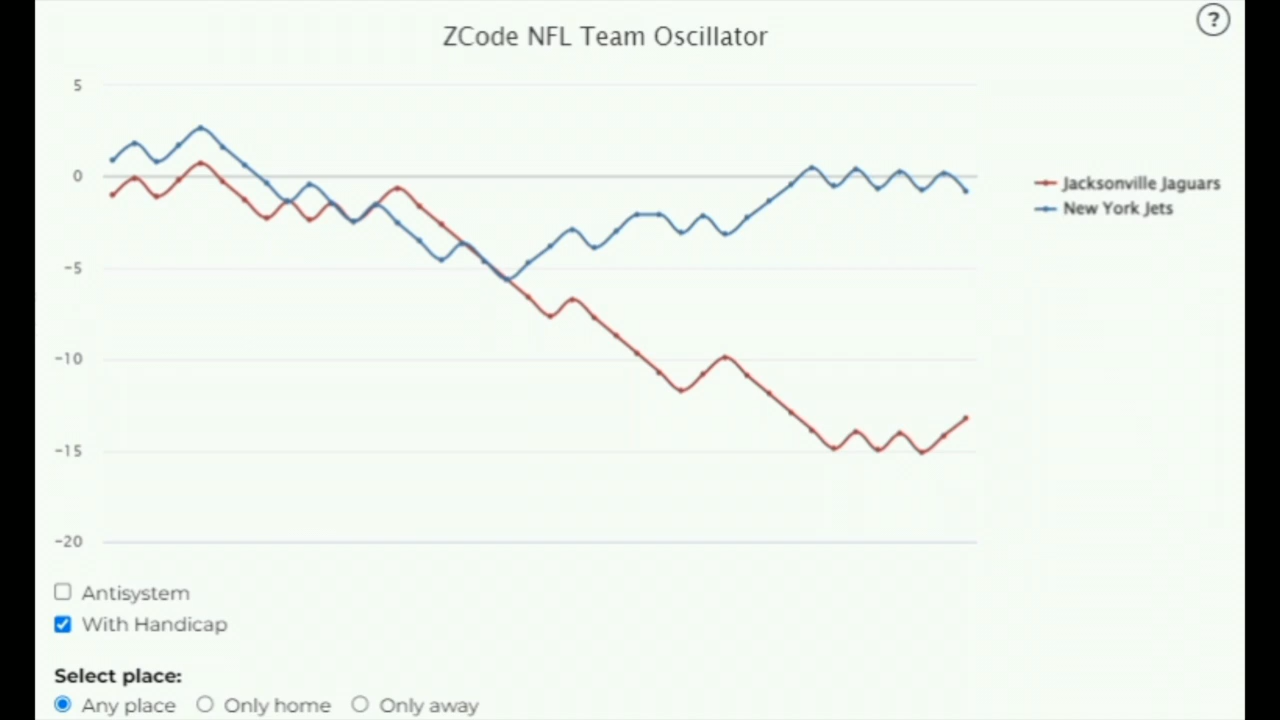 ZCode NFL Team Oscillator
?
5
0
−5
−10
−15
−20
Jacksonville Jaguars
New York Jets
Antisystem
With Handicap
Select place:
Any place Only home Only away